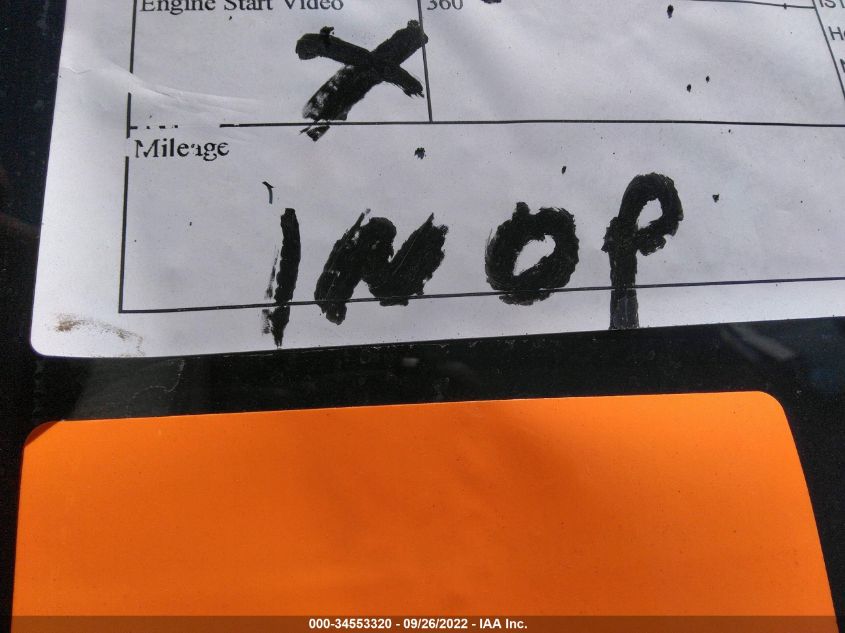 Engine Start Video 360
X
Mileage
INOP
000-34553320 - 09/26/2022 - IAA Inc.